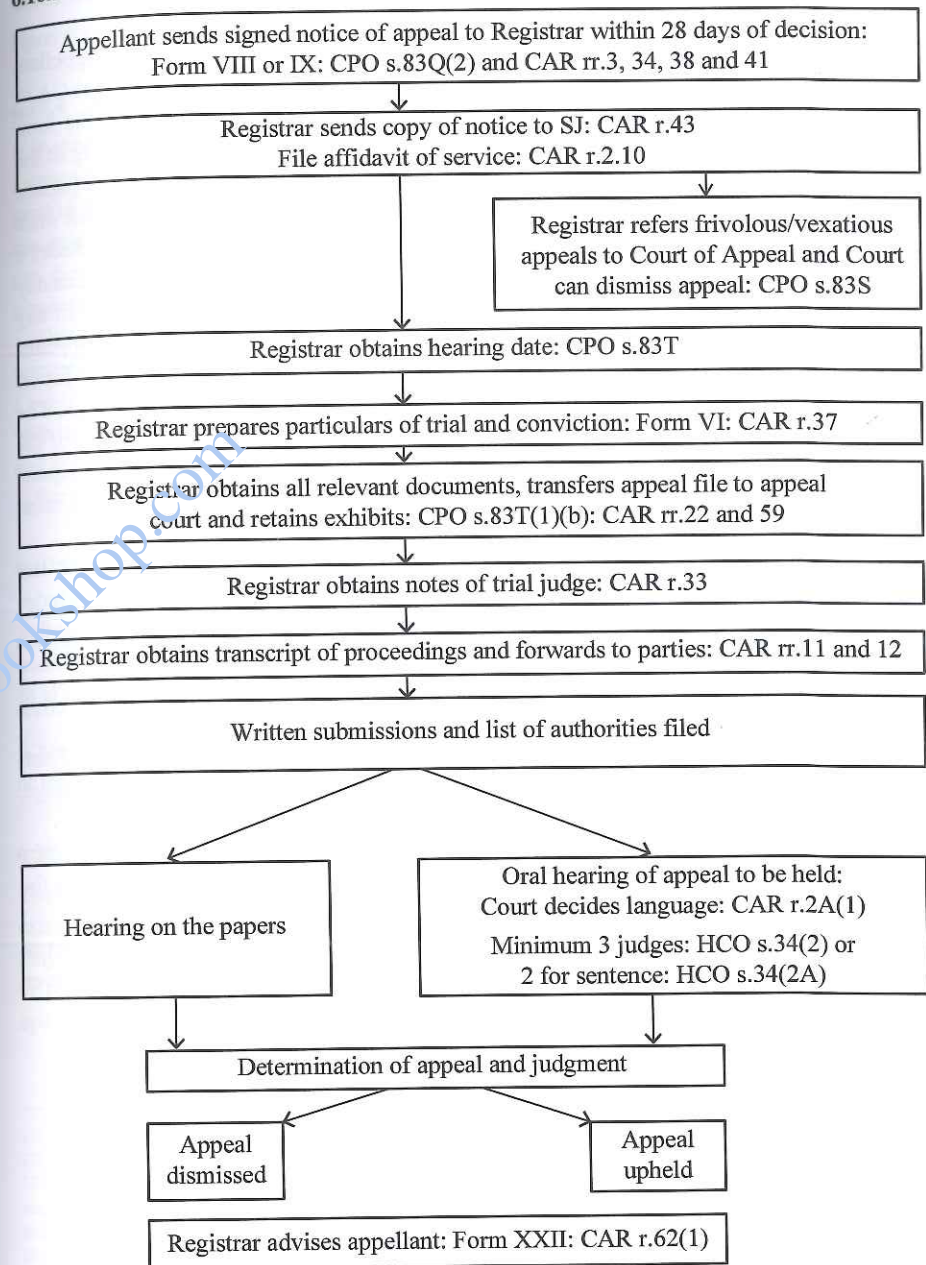 Appellant sends signed notice of appeal to Registrar within 28 days of decision:
Form VIII or IX: CPO s.83Q(2) and CAR rr.3, 34, 38 and 41
Registrar sends copy of notice to SJ: CAR r.43
File affidavit of service: CAR r.2.10
Registrar refers frivolous/vexatious
appeals to Court of Appeal and Court
can dismiss appeal: CPO s.83S
Registrar obtains hearing date: CPO s.83T
Registrar prepares particulars of trial and conviction: Form VI: CAR r.37
Registrar obtains all relevant documents, transfers appeal file to appeal
court and retains exhibits: CPO s.83T(1)(b): CAR rr.22 and 59
Registrar obtains notes of trial judge: CAR r.33
Registrar obtains transcript of proceedings and forwards to parties: CAR rr.11 and 12
Written submissions and list of authorities filed
Hearing on the papers
Oral hearing of appeal to be held:
Court decides language: CAR r.2A(1)
Minimum 3 judges: HCO s.34(2) or
2 for sentence: HCO s.34(2A)
Determination of appeal and judgment
Appeal
dismissed
Appeal
upheld
Registrar advises appellant: Form XXII: CAR r.62(1)
ookshop.com